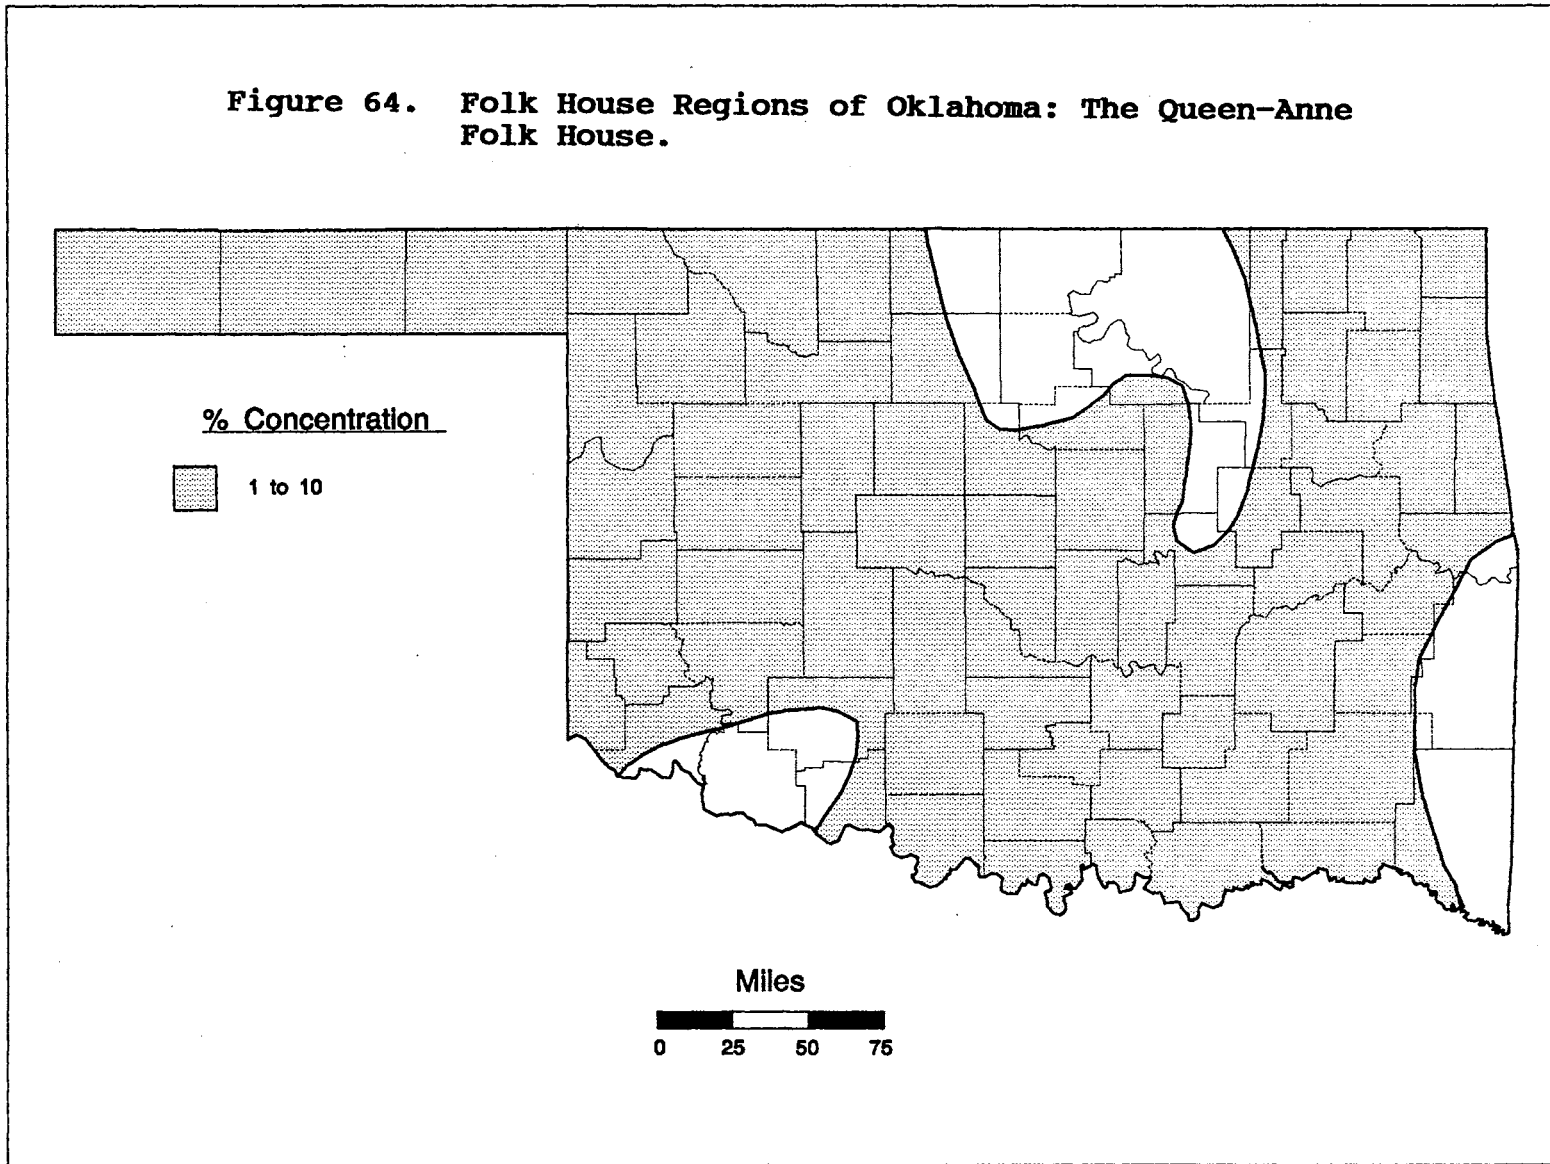 Figure 64. Folk House Regions of Oklahoma: The Queen-Anne
Folk House.
% Concentration
1 to 10
Miles
0 25 50 75